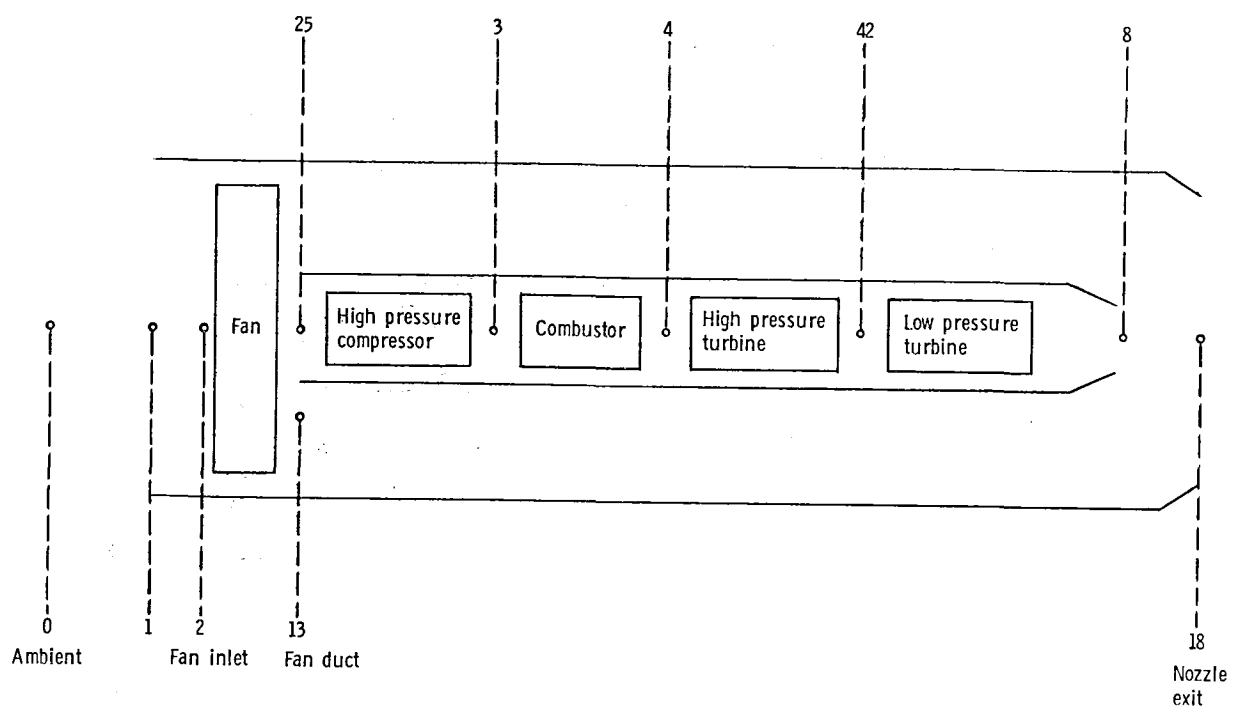 25
3
4
42
8
Fan
High pressure
compressor
Combustor
High pressure
turbine
Low pressure
turbine
0
Ambient
1
2
Fan inlet
13
Fan duct
18
Nozzle
exit